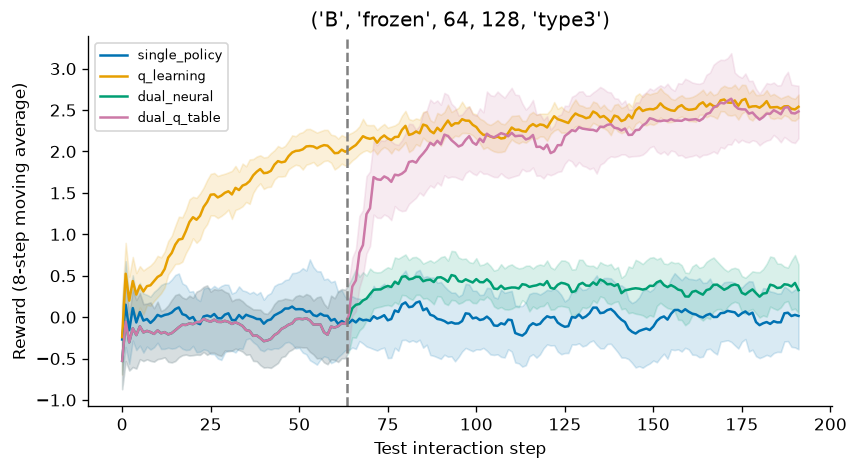 ('B', 'frozen', 64, 128, 'type3')
single_policy
q_learning
dual_neural
dual_q_table
Reward (8-step moving average)
3.0
2.5
2.0
1.5
1.0
0.5
0.0
−0.5
−1.0
0 25 50 75 100 125 150 175 200
Test interaction step